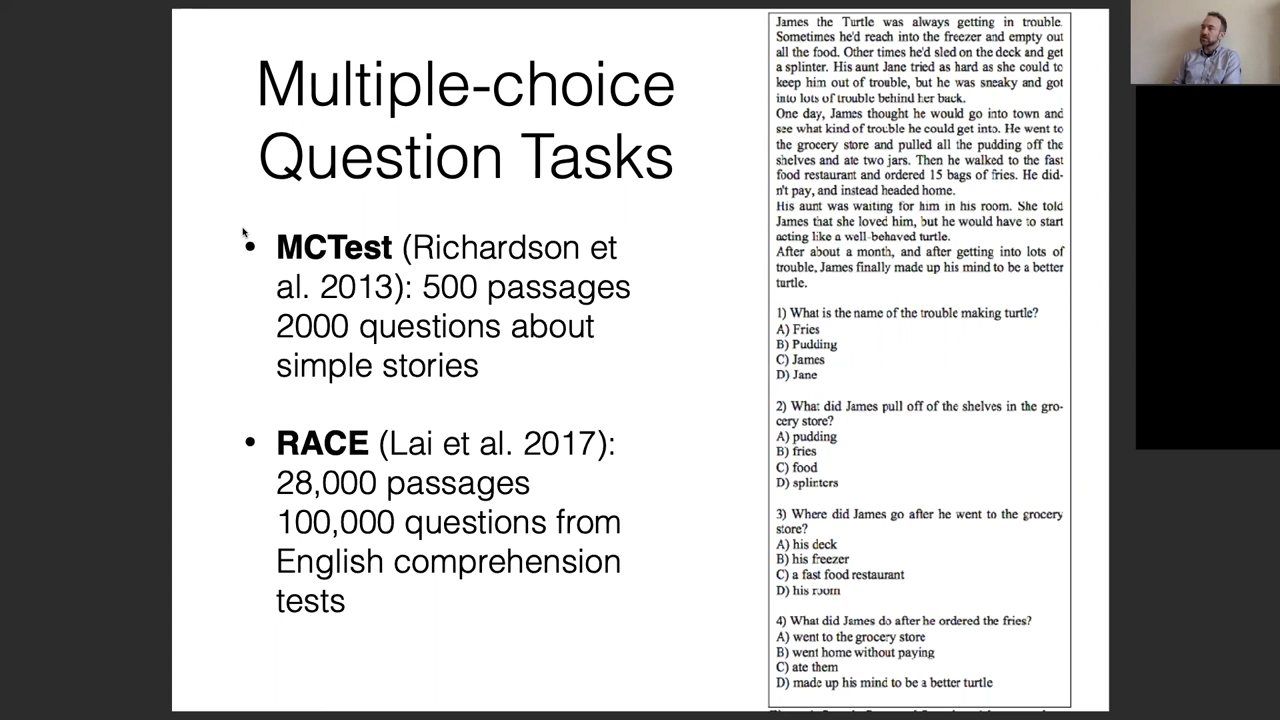 Multiple-choice
Question Tasks
• MCTest (Richardson et
al. 2013): 500 passages
2000 questions about
simple stories
• RACE (Lai et al. 2017):
28,000 passages
100,000 questions from
English comprehension
tests
James the Turtle was always getting in trouble.
Sometimes he'd reach into the freezer and empty out
all the food. Other times he'd sled on the deck and get
a splinter. His aunt Jane tried as hard as she could to
keep him out of trouble, but he was sneaky and got
into lots of trouble behind her back.
One day, James thought he would go into town and
see what kind of trouble he could get into. He went to
the grocery store and pulled all the pudding off the
shelves and ate two jars. Then he walked to the fast
food restaurant and ordered 15 bags of fries. He did-
n't pay, and instead headed home.
His aunt was waiting for him in his room. She told
James that she loved him, but he would have to start
acting like a well-behaved turtle.
After about a month, and after getting into lots of
trouble, James finally made up his mind to be a better
turtle.
1) What is the name of the trouble making turtle?
A) Fries
B) Pudding
C) James
D) Jane
2) What did James pull off of the shelves in the gro-
cery store?
A) pudding
B) fries
C) food
D) splinters
3) Where did James go after he went to the grocery
store?
A) his deck
B) his freezer
C) a fast food restaurant
D) his room
4) What did James do after he ordered the fries?
A) went to the grocery store
B) went home without paying
C) ate them
D) made up his mind to be a better turtle